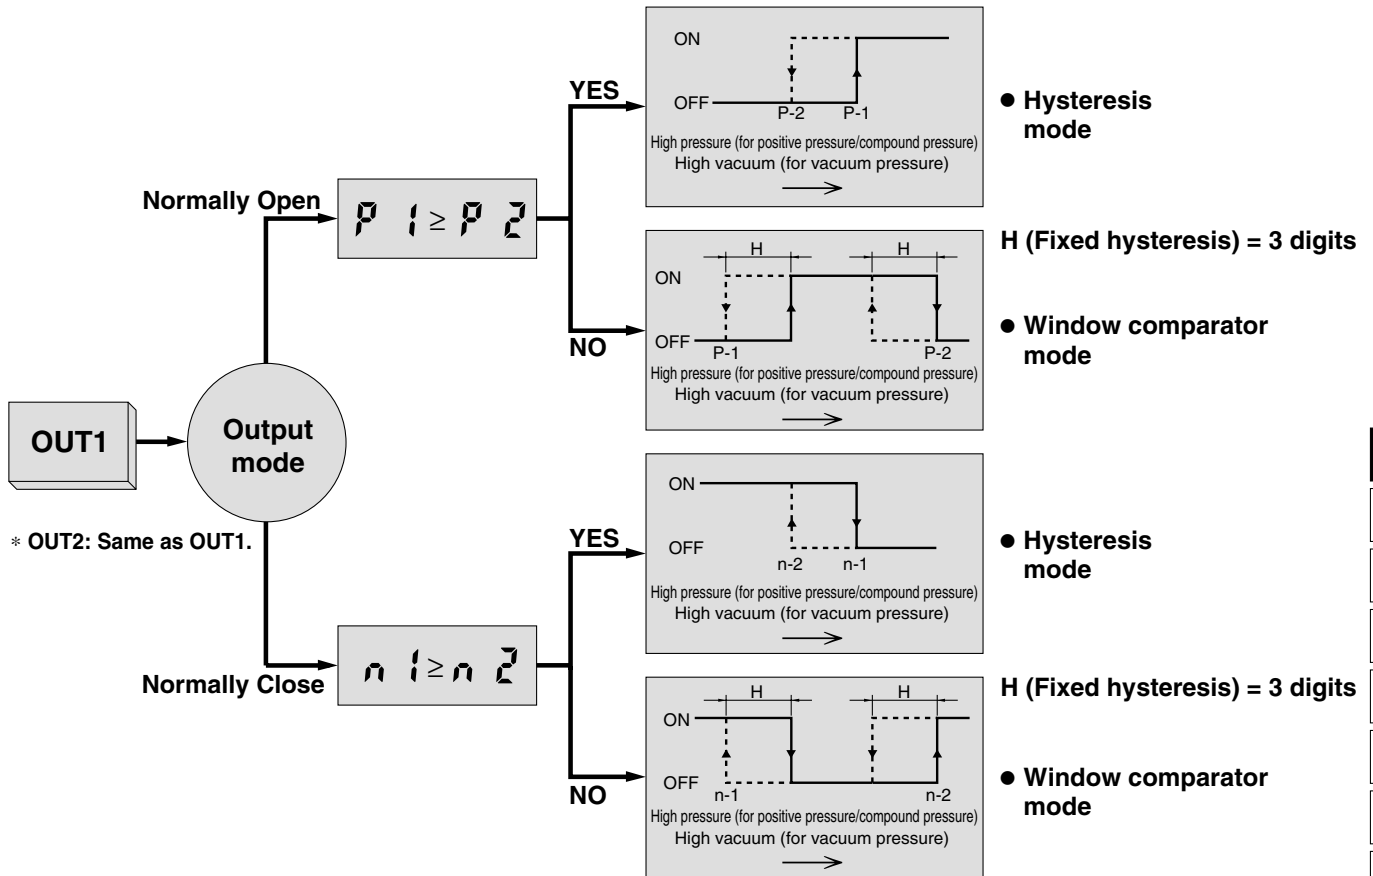 OUT1
* OUT2: Same as OUT1.
Output
mode
Normally Open
P 1 ≥ P 2
YES
ON
OFF
P-2 P-1
High pressure (for positive pressure/compound pressure)
High vacuum (for vacuum pressure)
● Hysteresis
mode
NO
H H
ON
OFF
P-1 P-2
High pressure (for positive pressure/compound pressure)
High vacuum (for vacuum pressure)
H (Fixed hysteresis) = 3 digits
● Window comparator
mode
Normally Close
n 1 ≥ n 2
YES
ON
OFF
n-2 n-1
High pressure (for positive pressure/compound pressure)
High vacuum (for vacuum pressure)
● Hysteresis
mode
NO
H H
ON
OFF
n-1 n-2
High pressure (for positive pressure/compound pressure)
High vacuum (for vacuum pressure)
H (Fixed hysteresis) = 3 digits
● Window comparator
mode